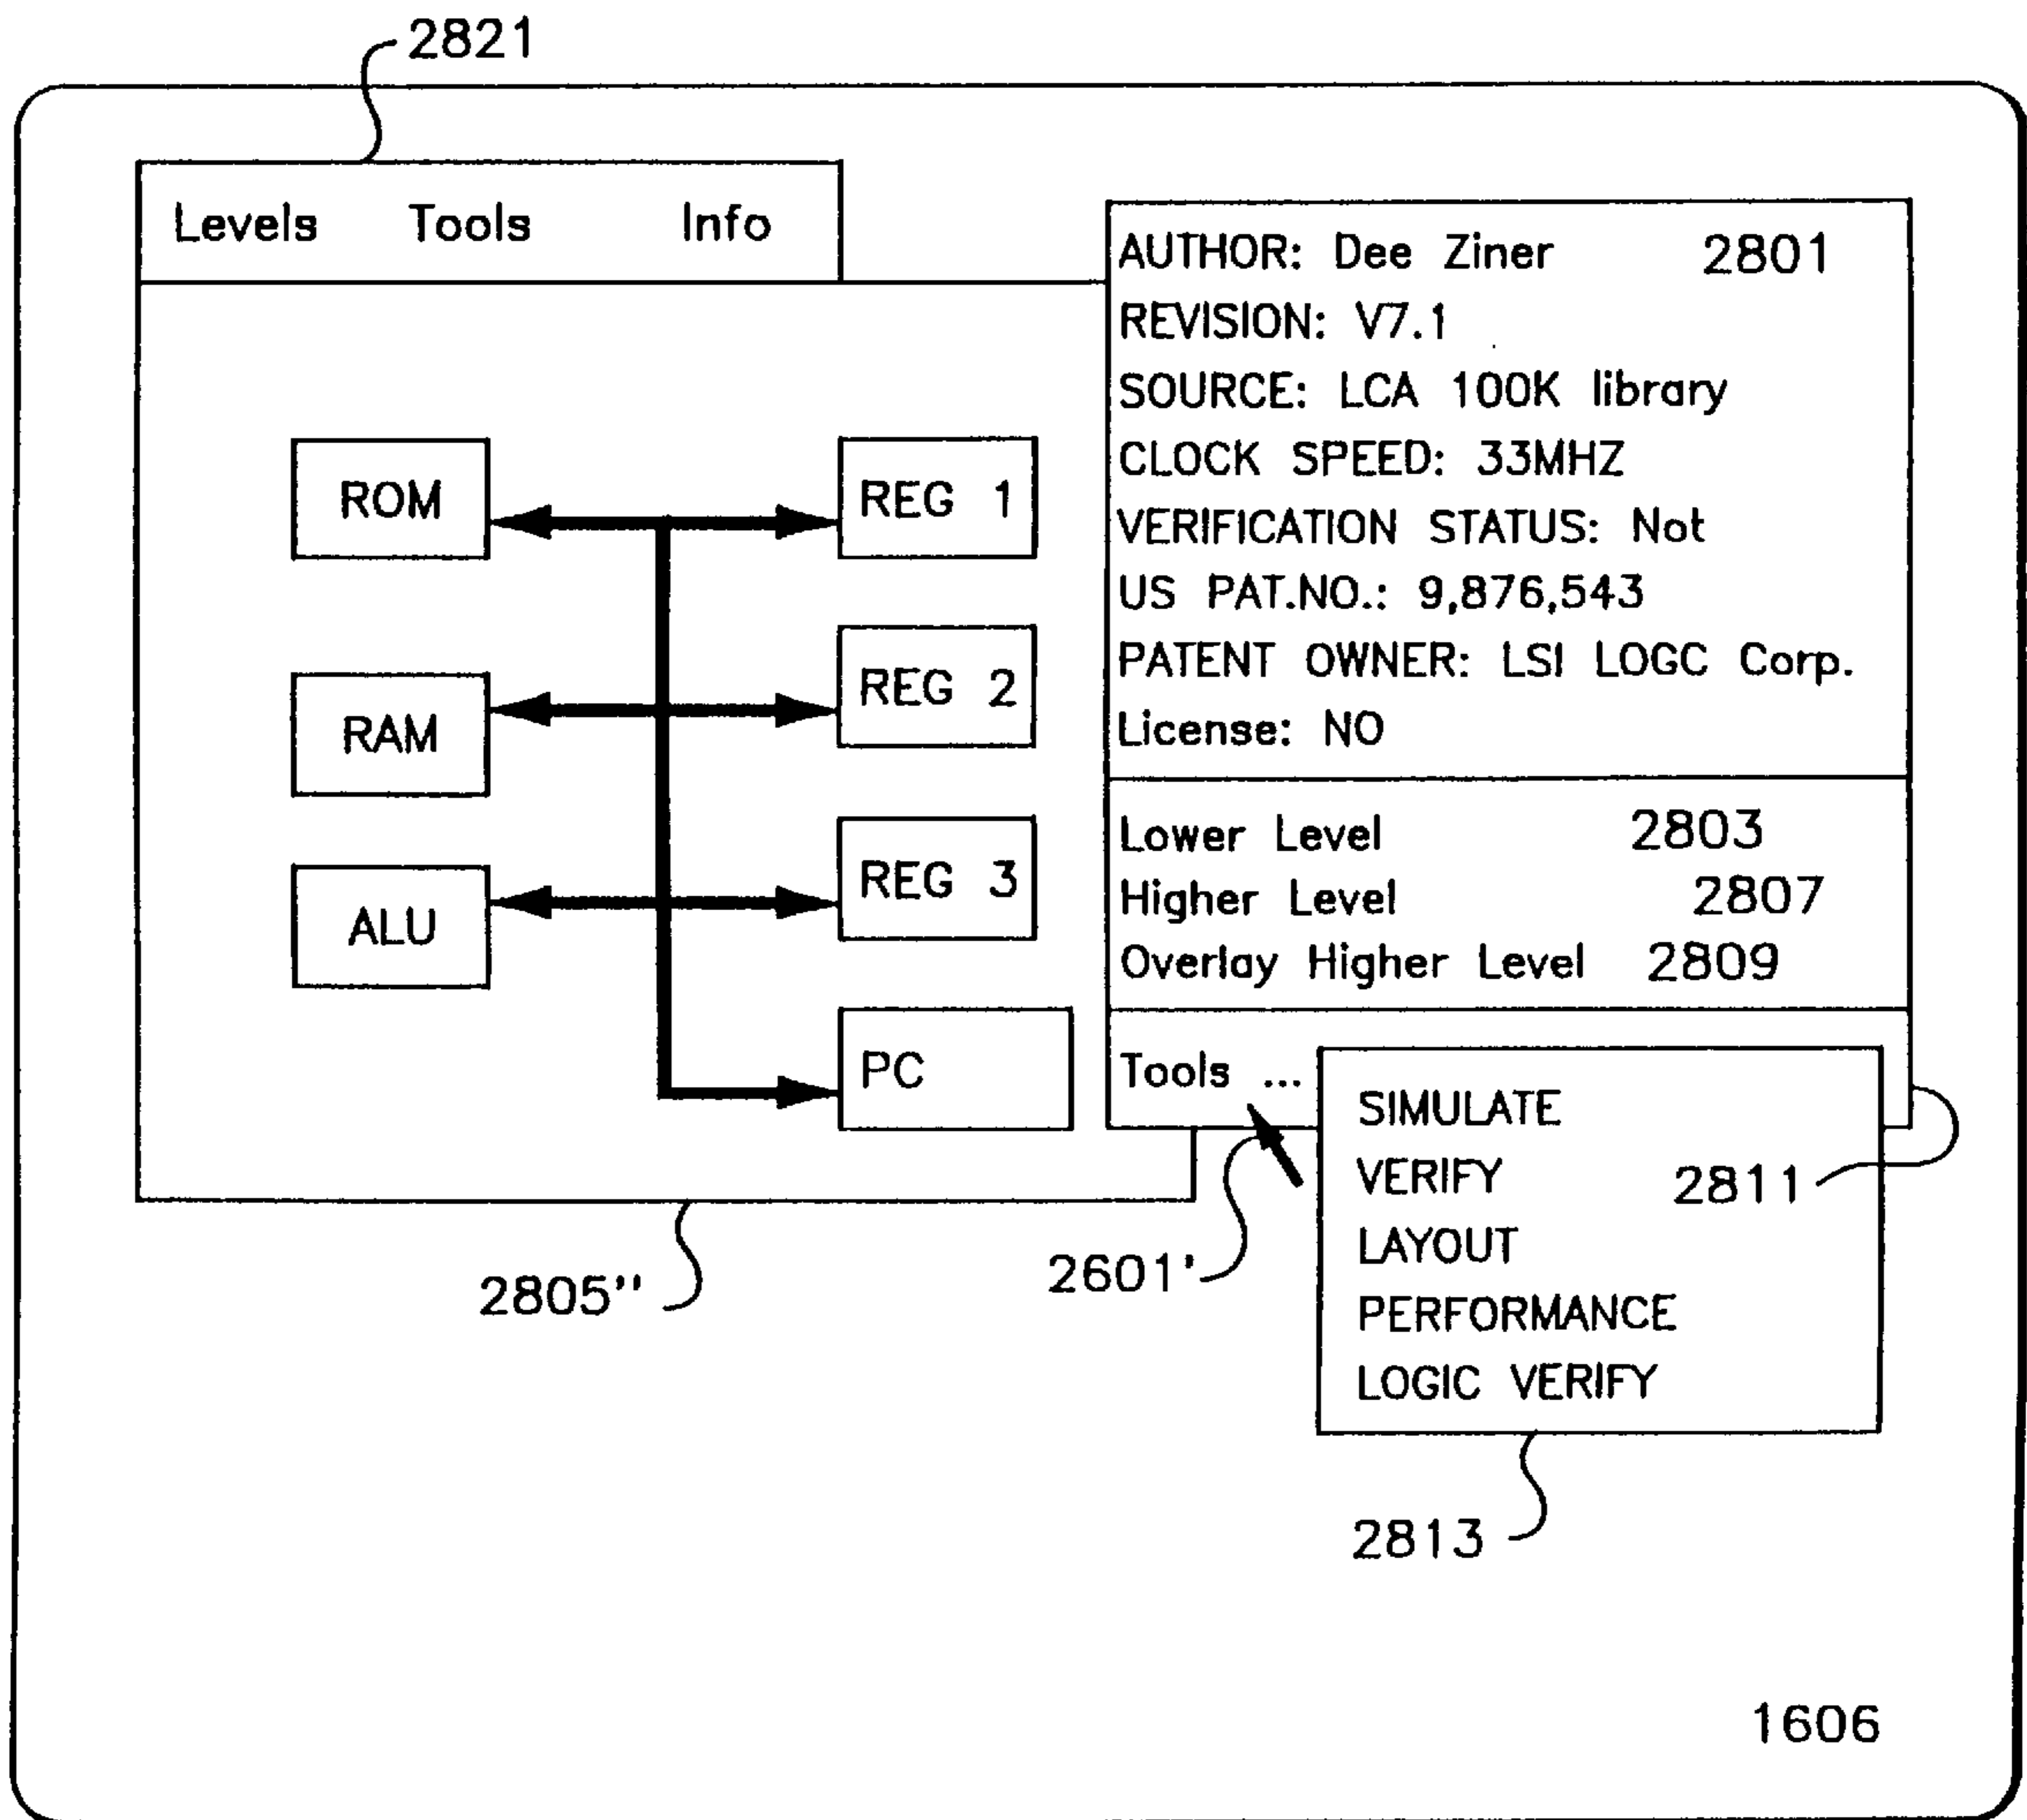 2821
Levels Tools Info
AUTHOR: Dee Ziner 2801
REVISION: V7.1
SOURCE: LCA 100K library
CLOCK SPEED: 33MHZ
VERIFICATION STATUS: Not
US PAT.NO.: 9,876,543
PATENT OWNER: LSI LOGC Corp.
License: NO
ROM
REG 1
REG 2
RAM
REG 3
ALU
PC
Lower Level 2803
Higher Level 2807
Overlay Higher Level 2809
Tools ...
SIMULATE
VERIFY 2811
LAYOUT
PERFORMANCE
LOGIC VERIFY
2601'
2805"
2813
1606